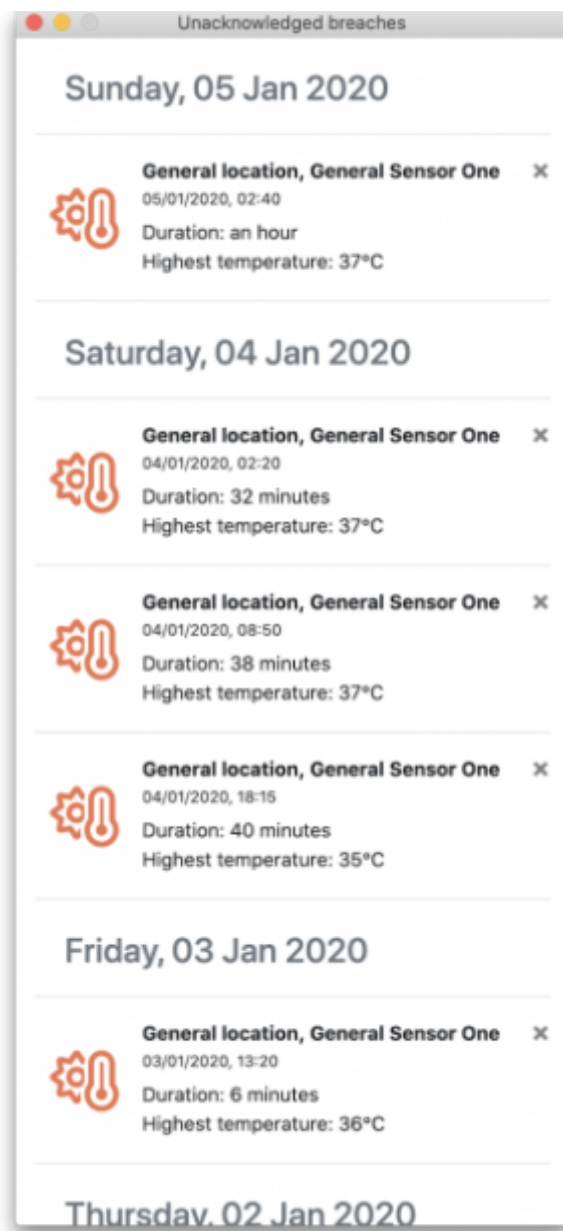 Unacknowledged breaches
Sunday, 05 Jan 2020
General location, General Sensor One
05/01/2020, 02:40
Duration: an hour
Highest temperature: 37°C
Saturday, 04 Jan 2020
General location, General Sensor One
04/01/2020, 02:20
Duration: 32 minutes
Highest temperature: 37°C
General location, General Sensor One
04/01/2020, 08:50
Duration: 38 minutes
Highest temperature: 37°C
General location, General Sensor One
04/01/2020, 18:15
Duration: 40 minutes
Highest temperature: 35°C
Friday, 03 Jan 2020
General location, General Sensor One
03/01/2020, 13:20
Duration: 6 minutes
Highest temperature: 36°C
Thursday, 02 Jan 2020